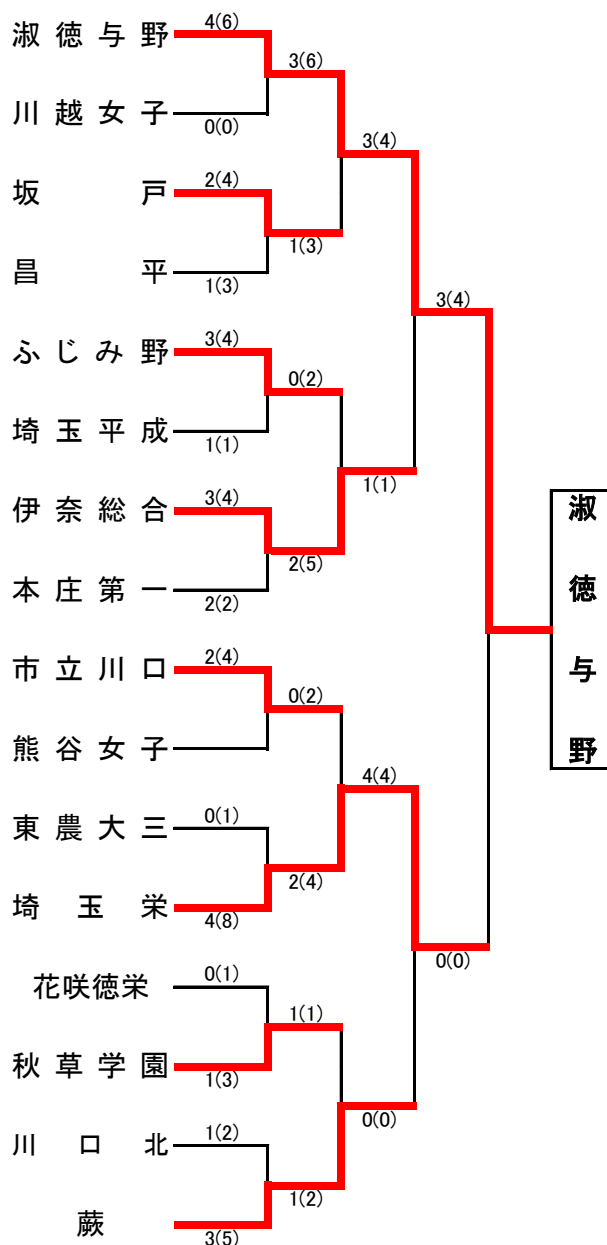 淑徳与野 4(6)
3(6)
川越女子 0(0)
3(4)
坂戸 2(4)
1(3)
昌平 1(3)
3(4)
ふじみ野 3(4)
0(2)
埼玉平成 1(1)
1(1)
伊奈総合 3(4)
2(5)
本庄第一 2(2)
淑徳与野
市立川口 2(4)
0(2)
熊谷女子
4(4)
東農大三 0(1)
2(4)
埼玉栄 4(8)
0(0)
花咲徳栄 0(1)
1(1)
秋草学園 1(3)
0(0)
川口北 1(2)
1(2)
蕨 3(5)